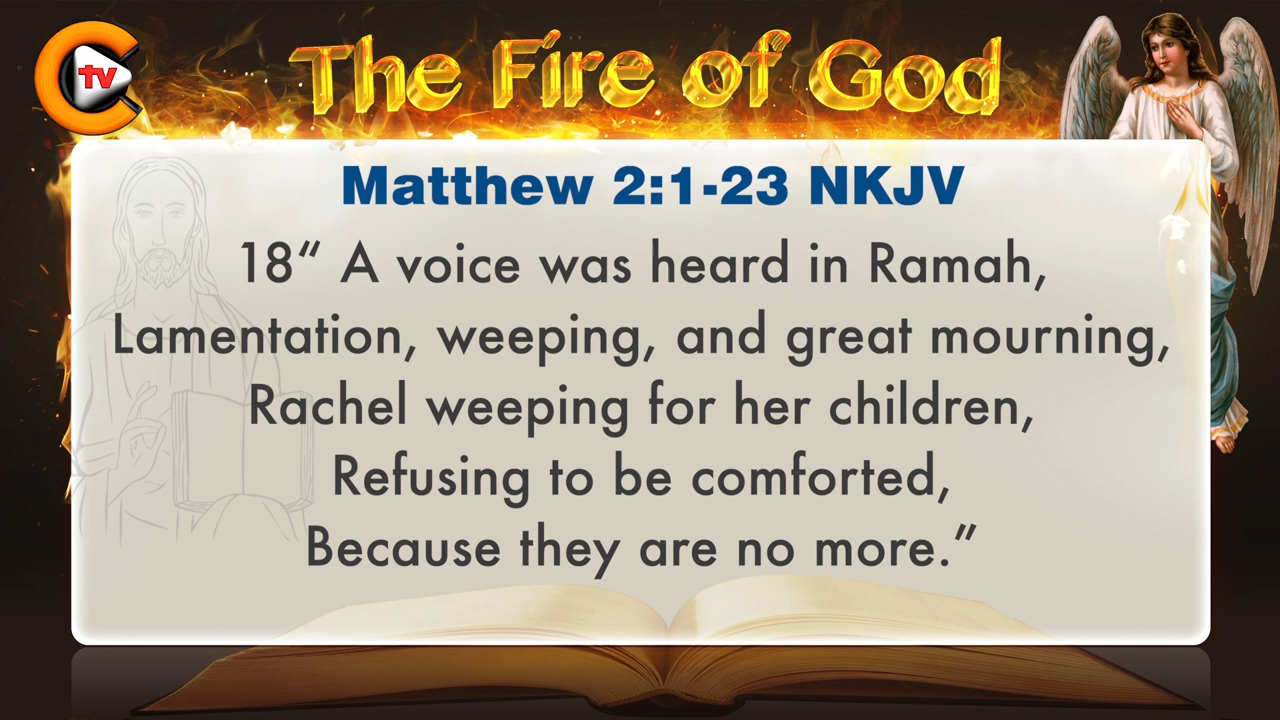 tv
The Fire of God
Matthew 2:1-23 NKJV
18“ A voice was heard in Ramah,
Lamentation, weeping, and great mourning,
Rachel weeping for her children,
Refusing to be comforted,
Because they are no more.”